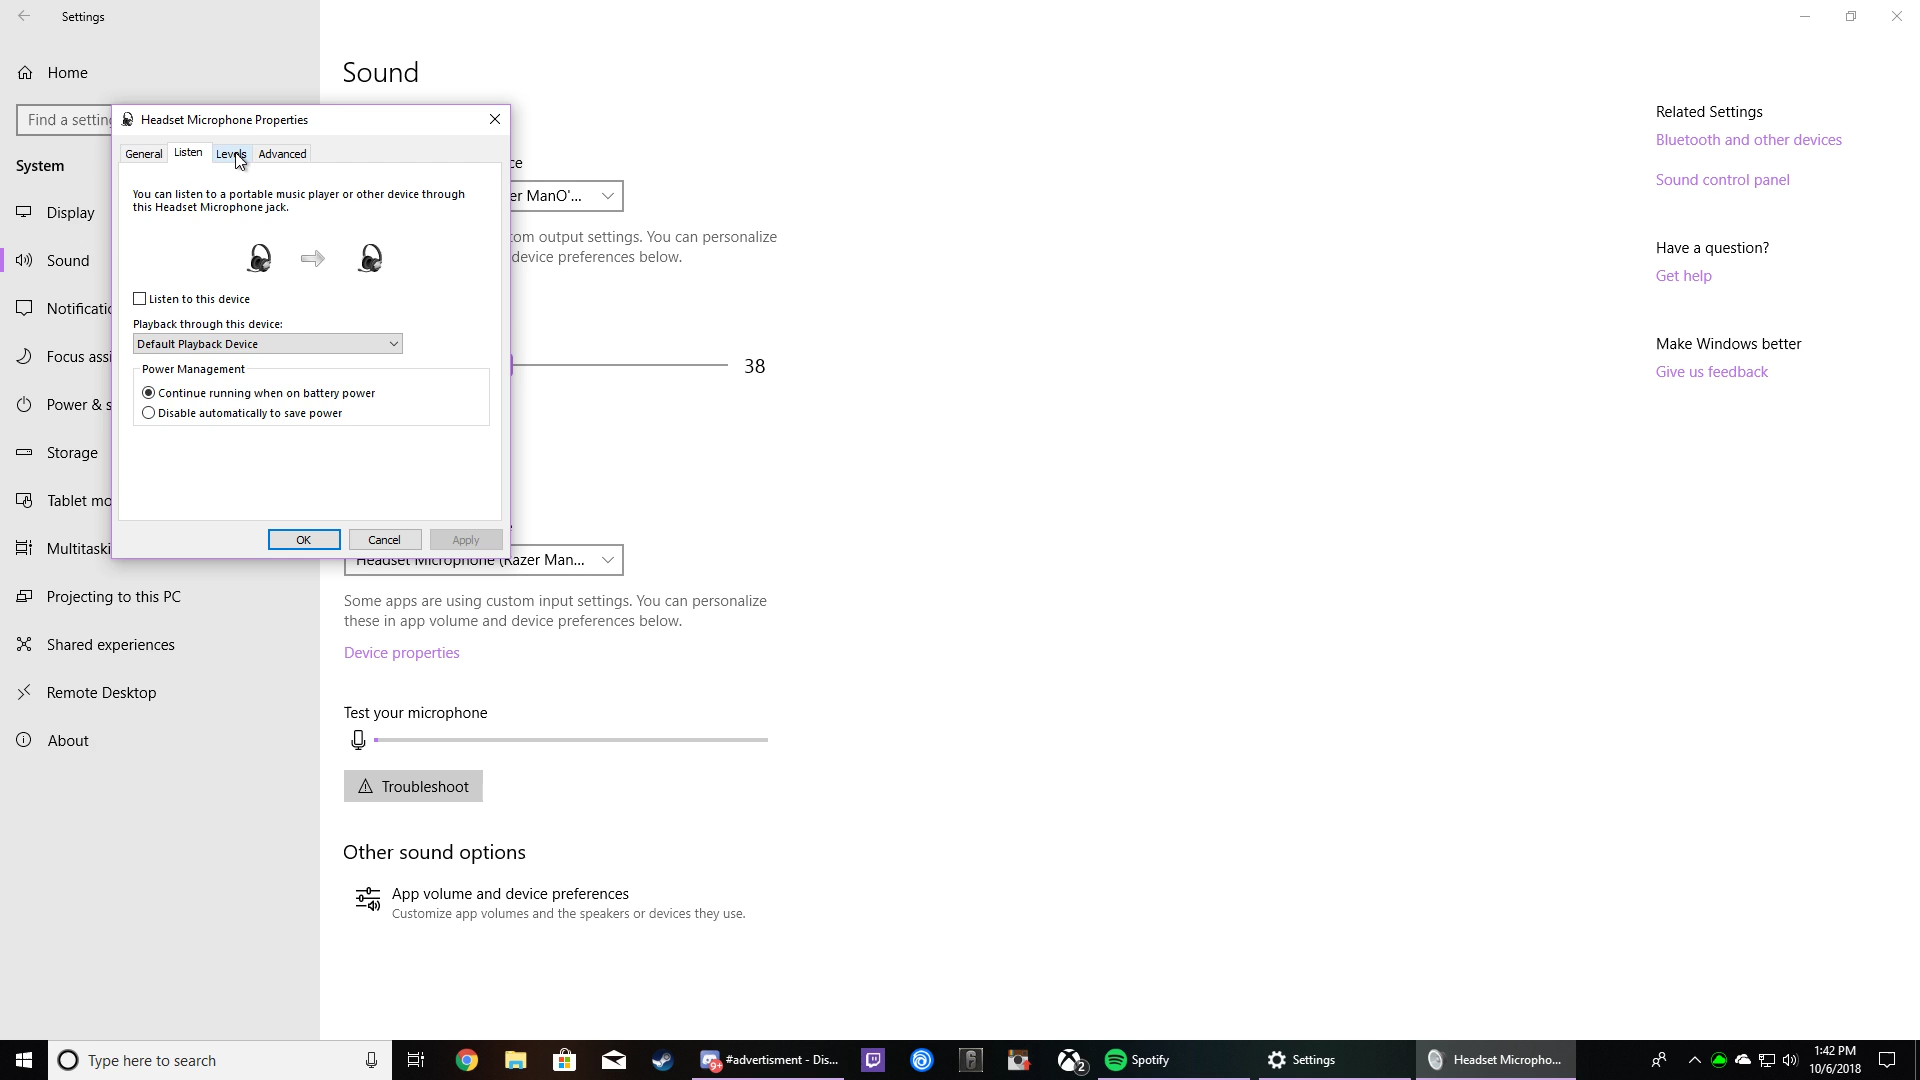 Settings
Home
Find a setting
System
Display
Sound
Notificatio
Focus assi
Power & s
Storage
Tablet mo
Multitaski
Projecting to this PC
Shared experiences
Remote Desktop
About
Headset Microphone Properties
General Listen Levels Advanced
You can listen to a portable music player or other device through
this Headset Microphone jack.
Listen to this device
Playback through this device:
Default Playback Device
Power Management
Continue running when on battery power
Disable automatically to save power
OK Cancel Apply
Sound
ce
er ManO'...
tom output settings. You can personalize
device preferences below.
38
Headset Microphone (Razer Man...
Some apps are using custom input settings. You can personalize
these in app volume and device preferences below.
Device properties
Test your microphone
Troubleshoot
Other sound options
App volume and device preferences
Customize app volumes and the speakers or devices they use.
Related Settings
Bluetooth and other devices
Sound control panel
Have a question?
Get help
Make Windows better
Give us feedback
Type here to search
9+
#advertisment - Dis...
2
Spotify
Settings
Headset Micropho...
1:42 PM
10/6/2018